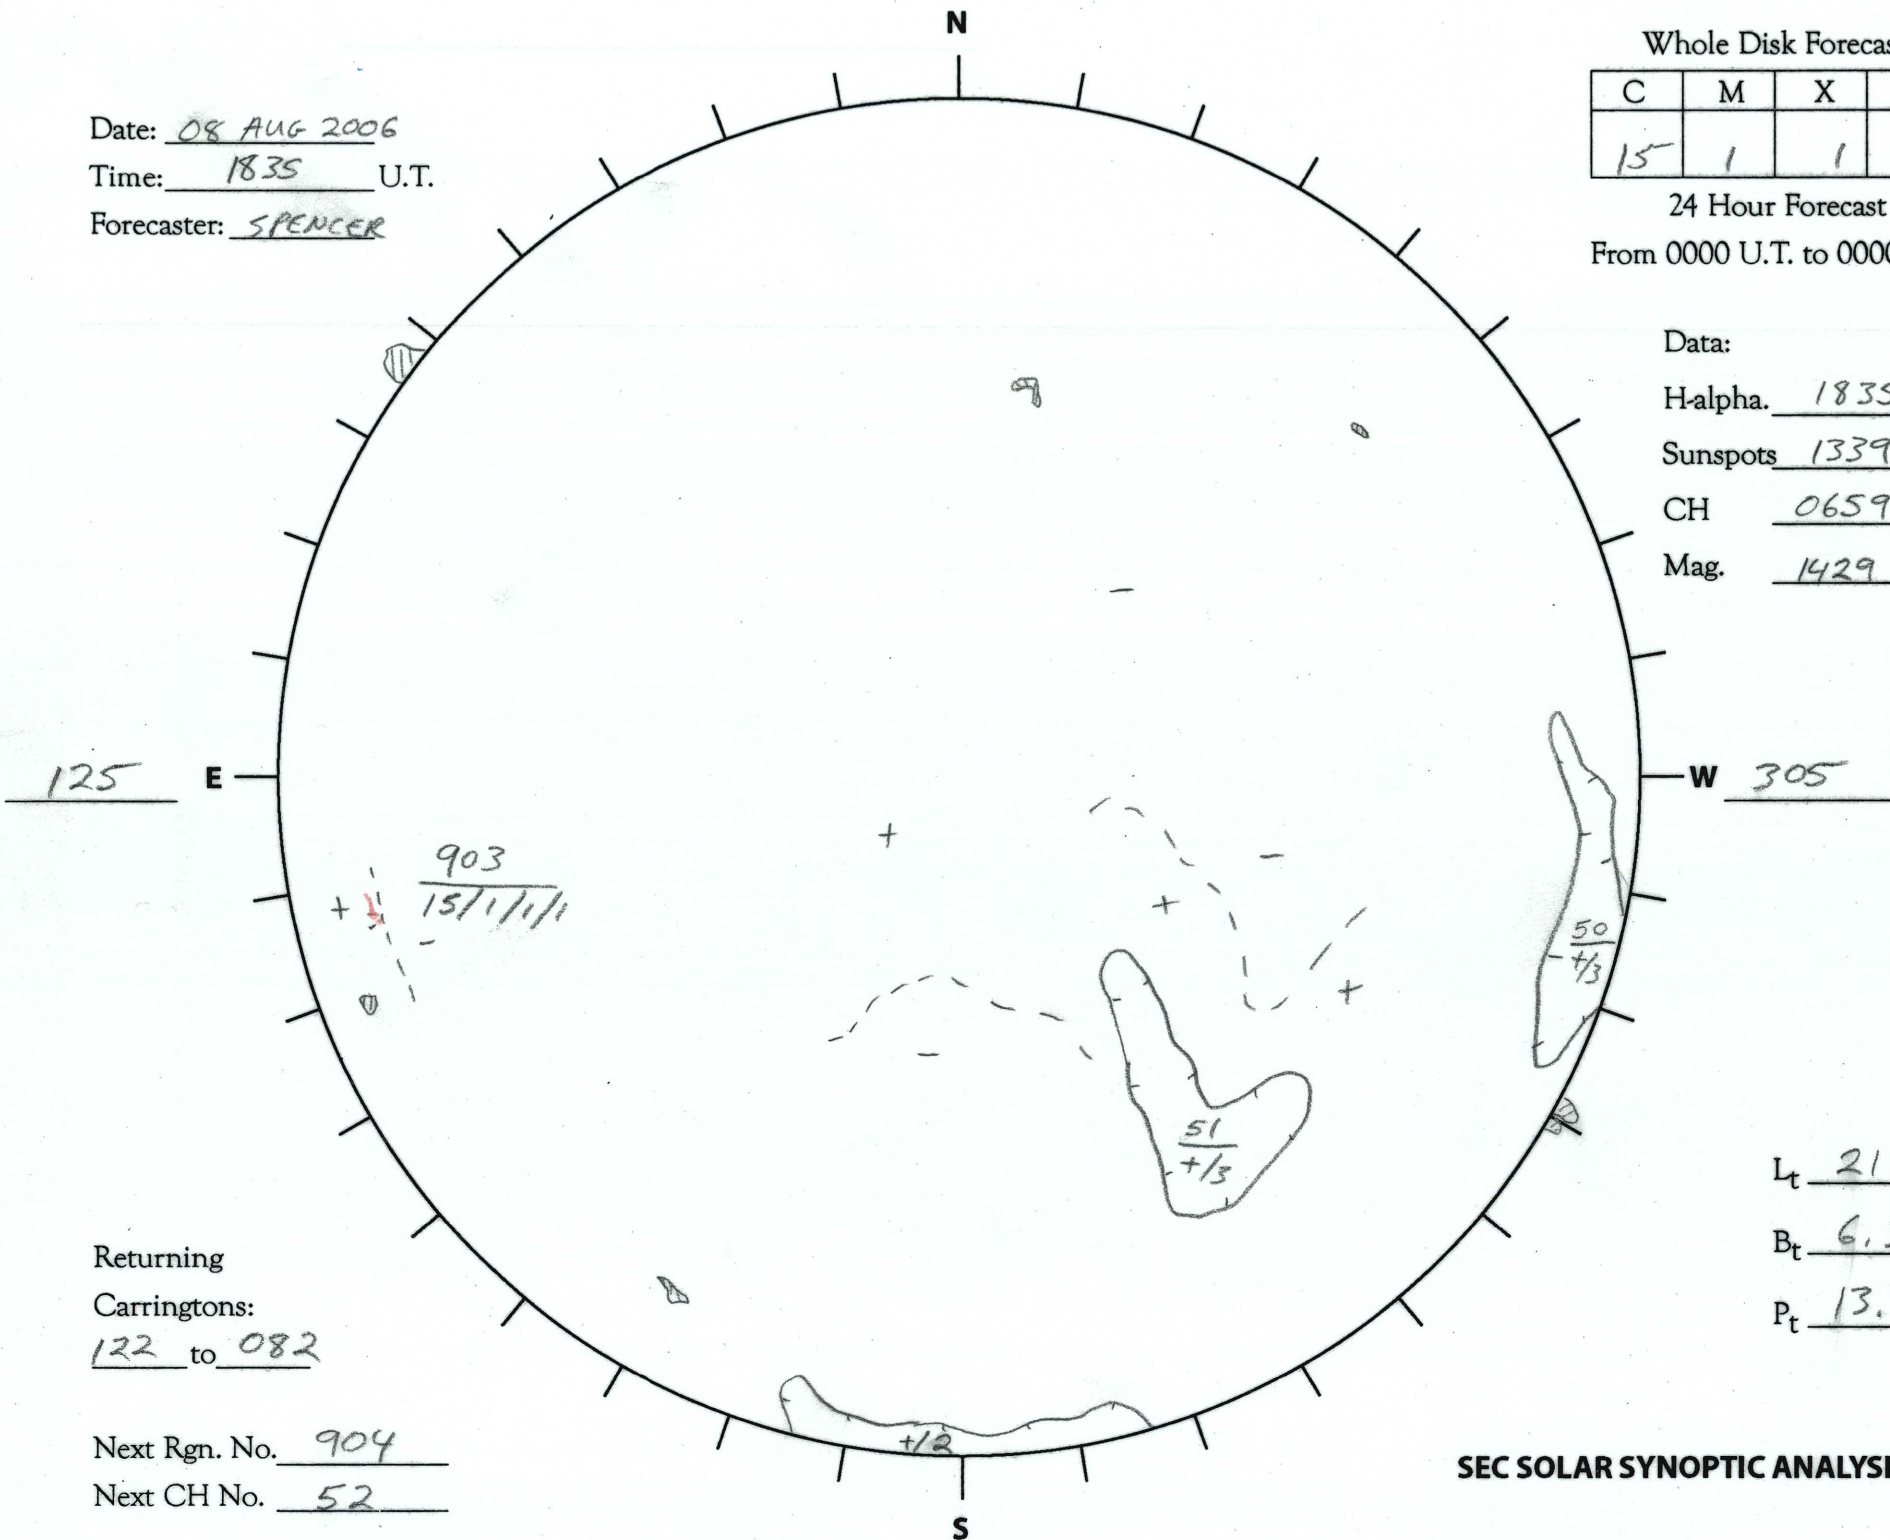 N
Date: 08 AUG 2006
Time: 1835 U.T.
Forecaster: SPENCER
Whole Disk Forecas
C M X
15 1 1
24 Hour Forecast
From 0000 U.T. to 000
Data:
H-alpha. 1835
Sunspots 1339
CH 0659
Mag. 1429
125 E
W 305
903
15/1/1/1
50
+/3
51
+/3
+/2
Lt 21
Bt 6.
Pt 13.
Returning
Carringtons:
122 to 082
Next Rgn. No. 904
Next CH No. 52
SEC SOLAR SYNOPTIC ANALYSI
S